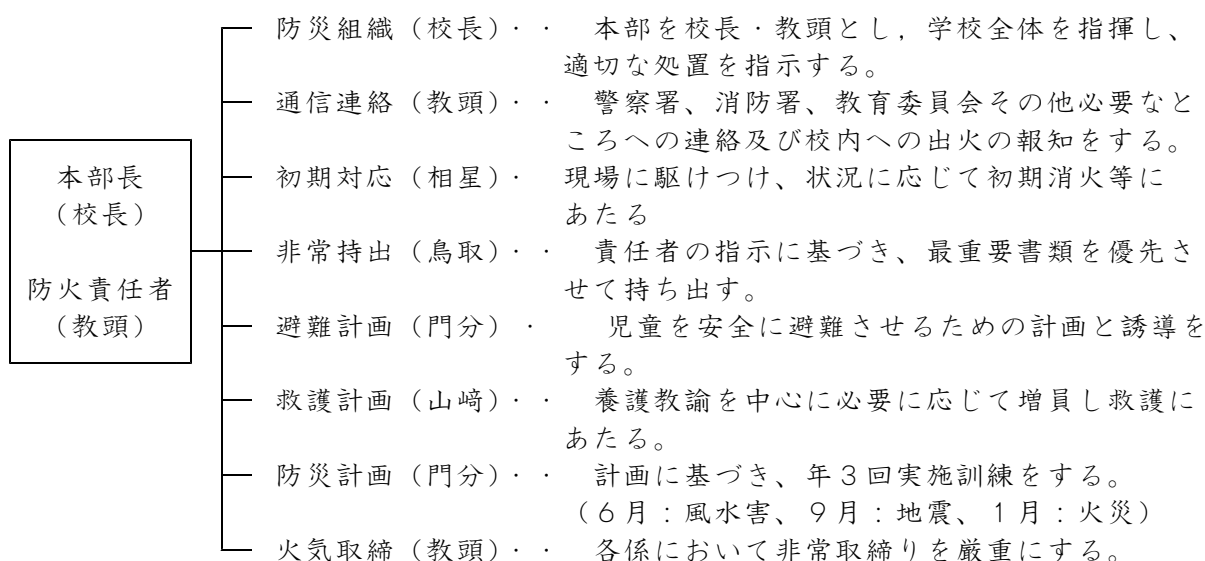 本部長
（校長）
防火責任者
（教頭）
防災組織（校長）・・　本部を校長・教頭とし，学校全体を指揮し、
適切な処置を指示する。
通信連絡（教頭）・・　警察署、消防署、教育委員会その他必要なと
ころへの連絡及び校内への出火の報知をする。
初期対応（相星）・　現場に駆けつけ、状況に応じて初期消火等に
あたる
非常持出（鳥取）・・　責任者の指示に基づき、最重要書類を優先さ
せて持ち出す。
避難計画（門分）・　児童を安全に避難させるための計画と誘導を
する。
救護計画（山﨑）・・　養護教諭を中心に必要に応じて増員し救護に
あたる。
防災計画（門分）・・　計画に基づき、年３回実施訓練をする。
（６月：風水害、９月：地震、１月：火災）
火気取締（教頭）・・　各係において非常取締りを厳重にする。